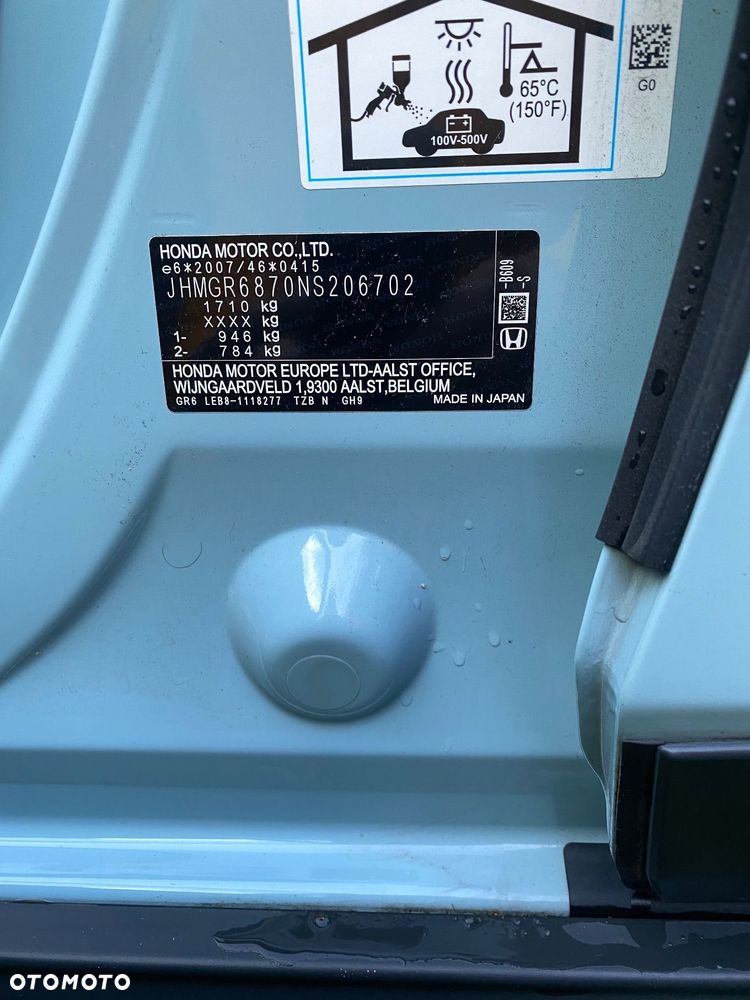 65°C
(150°F)
100V-500V
G0
HONDA MOTOR CO.,LTD.
e6*2007/46*0415
JHMGR6870NS206702
1710 kg
XXXX kg
1- 946 kg
2- 784 kg
-B609
-S
HONDA MOTOR EUROPE LTD-AALST OFFICE,
WIJNGAARDVELD 1,9300 AALST,BELGIUM
GR6 LEB8-1118277 TZB N GH9
MADE IN JAPAN
OTOMOTO